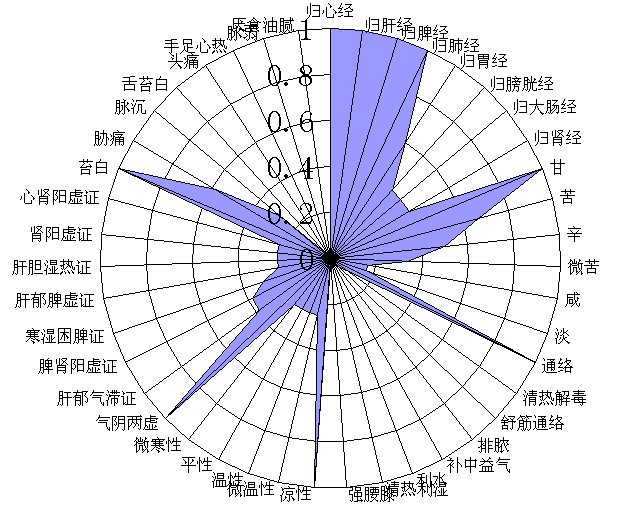 归心经
归肝经
归脾经
归肺经
归胃经
归膀胱经
归大肠经
归肾经
甘
苦
辛
微苦
咸
淡
通络
清热解毒
舒筋通络
排脓
补中益气
利水
清热利湿
强腰膝
凉性
微温性
温性
平性
微寒性
气阴两虚
肝郁气滞证
脾肾阳虚证
寒湿困脾证
肝郁脾虚证
肝胆湿热证
肾阳虚证
心肾阳虚证
苔白
胁痛
脉沉
舌苔白
头痛
手足心热
脉弱
厌食油腻
1
0.8
0.6
0.4
0.2
0